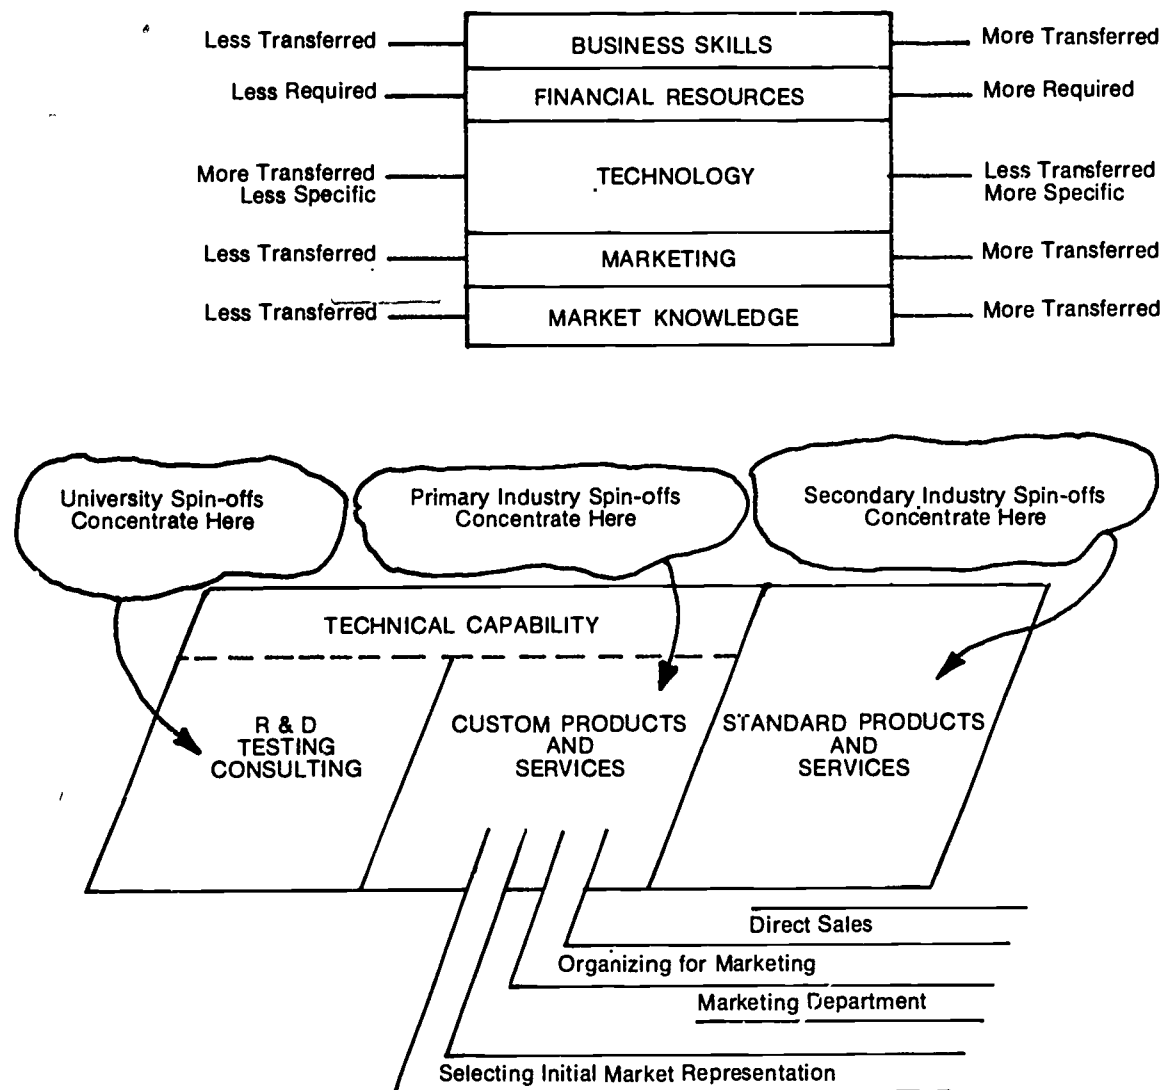 Less Transferred BUSINESS SKILLS More Transferred
Less Required FINANCIAL RESOURCES More Required
More Transferred
Less Specific
TECHNOLOGY
Less Transferred
More Specific
Less Transferred MARKETING More Transferred
Less Transferred MARKET KNOWLEDGE More Transferred
University Spin-offs
Concentrate Here
Primary Industry Spin-offs
Concentrate Here
Secondary Industry Spin-offs
Concentrate Here
TECHNICAL CAPABILITY
R & D
TESTING
CONSULTING
CUSTOM PRODUCTS
AND
SERVICES
STANDARD PRODUCTS
AND
SERVICES
Direct Sales
Organizing for Marketing
Marketing Department
Selecting Initial Market Representation